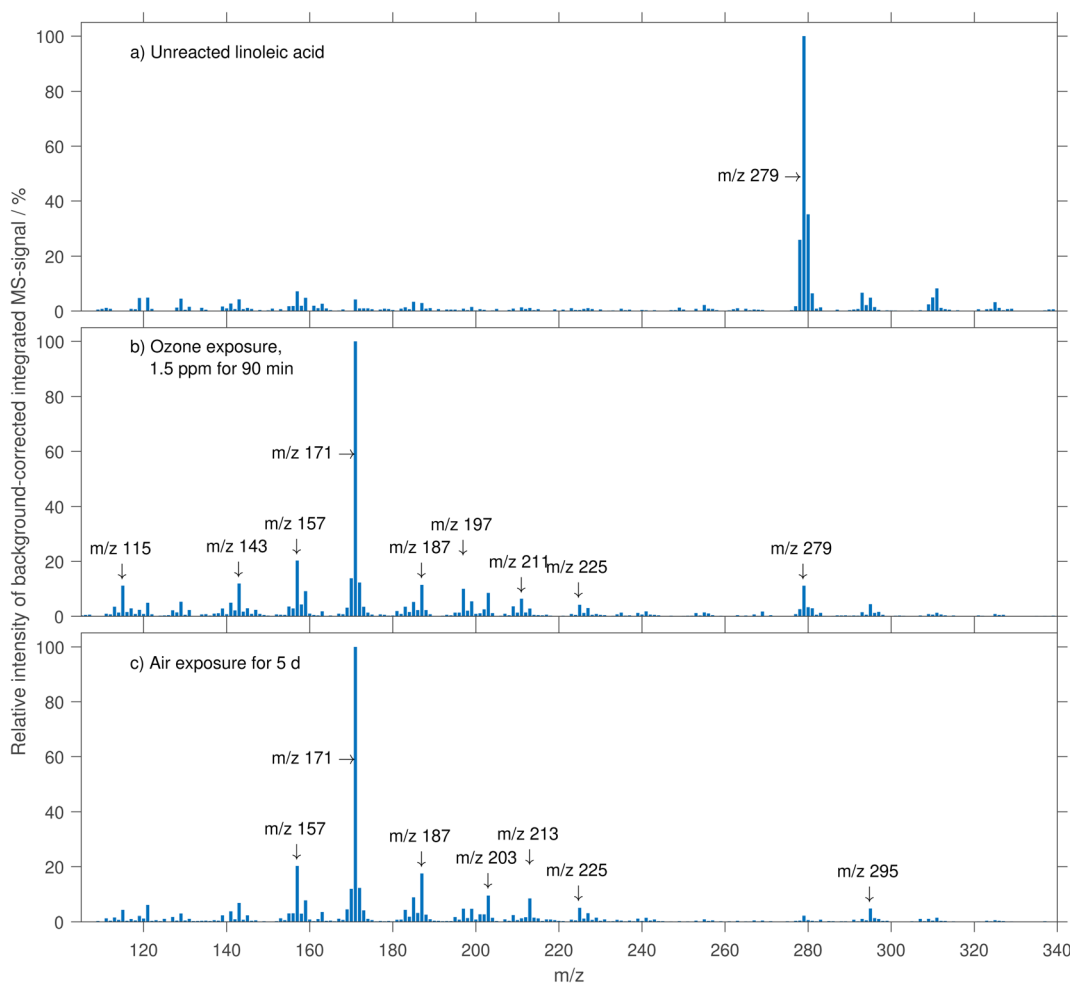 Relative intensity of background-corrected integrated MS-signal / %
100
80
60
40
20
0
a) Unreacted linoleic acid
m/z 279
100
80
60
40
20
0
b) Ozone exposure,
1.5 ppm for 90 min
m/z 171
m/z 115
m/z 143
m/z 157
m/z 187
m/z 197
m/z 211
m/z 225
m/z 279
100
80
60
40
20
0
c) Air exposure for 5 d
m/z 171
m/z 157
m/z 187
m/z 203
m/z 213
m/z 225
m/z 295
120 140 160 180 200 220 240 260 280 300 320 340
m/z